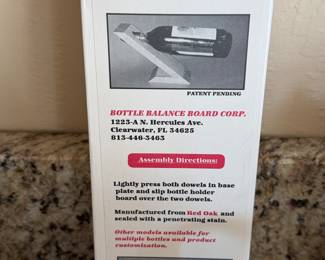 PATENT PENDING
BOTTLE BALANCE BOARD CORP.
1223-A N. Hercules Ave.
Clearwater, FL 34625
813-446-3463
Assembly Directions:
Lightly press both dowels in base
plate and slip bottle holder
board over the two dowels.
Manufactured from Red Oak and
sealed with a penetrating stain.
Other models available for
multiple bottles and product
customization.